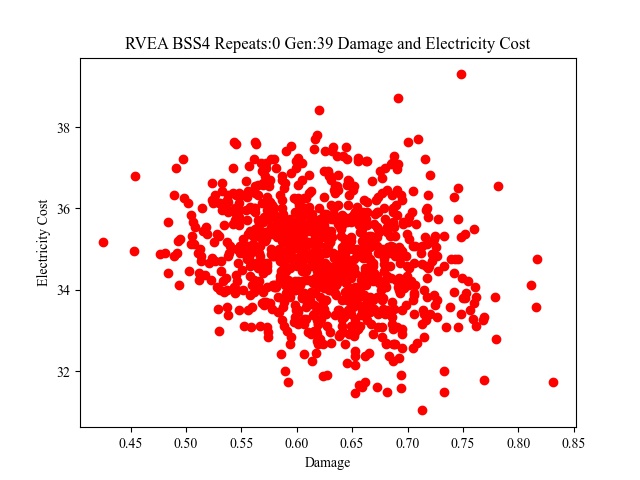 RVEA BSS4 Repeats:0 Gen:39 Damage and Electricity Cost
Electricity Cost
38
36
34
32
0.45 0.50 0.55 0.60 0.65 0.70 0.75 0.80 0.85
Damage